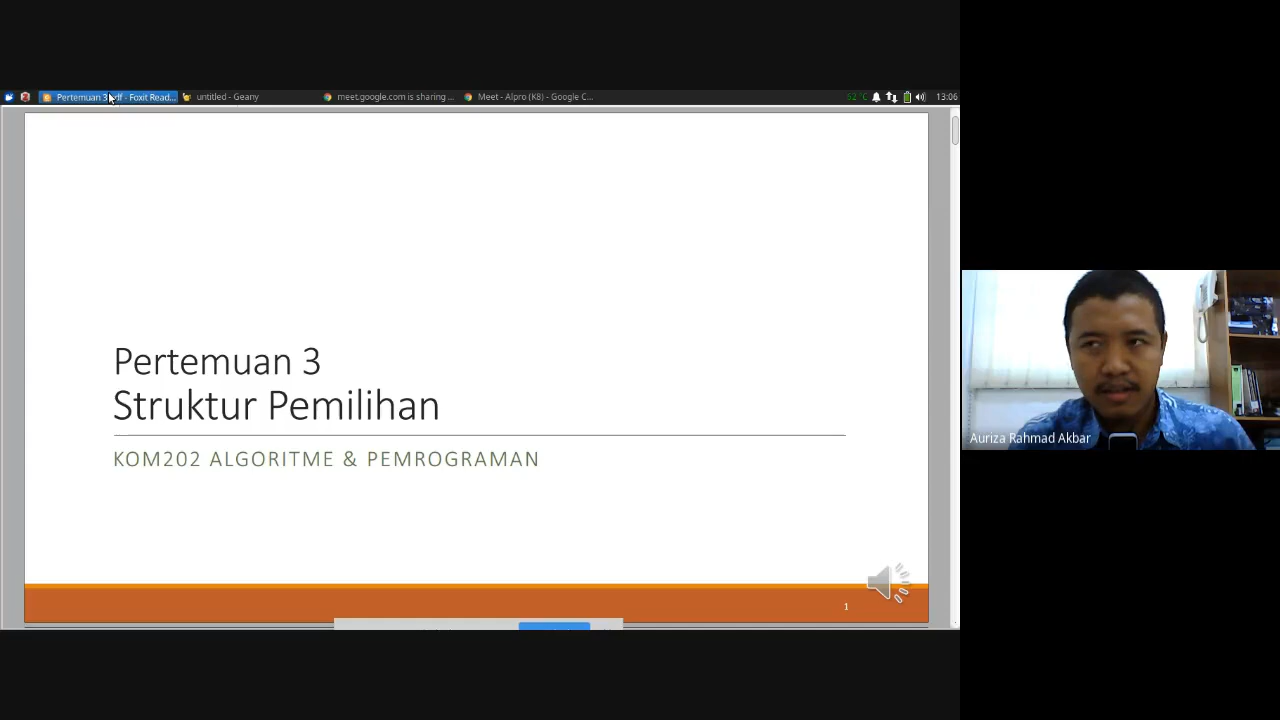 Pertemuan 3.pdf - Foxit Read...
untitled - Geany
meet.google.com is sharing ...
Meet - Alpro (K8) - Google C...
62 °C
13:06
Pertemuan 3
Struktur Pemilihan
KOM202 ALGORITME & PEMROGRAMAN
1
Auriza Rahmad Akbar